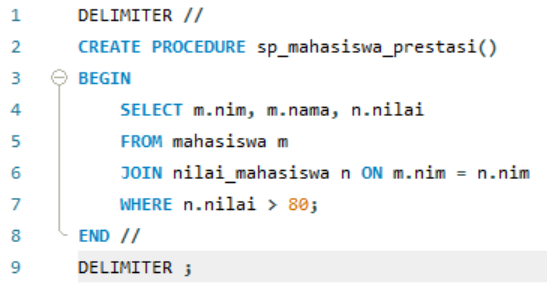 1 DELIMITER //
2 CREATE PROCEDURE sp_mahasiswa_prestasi()
3 BEGIN
4 SELECT m.nim, m.nama, n.nilai
5 FROM mahasiswa m
6 JOIN nilai_mahasiswa n ON m.nim = n.nim
7 WHERE n.nilai > 80;
8 END //
9 DELIMITER ;